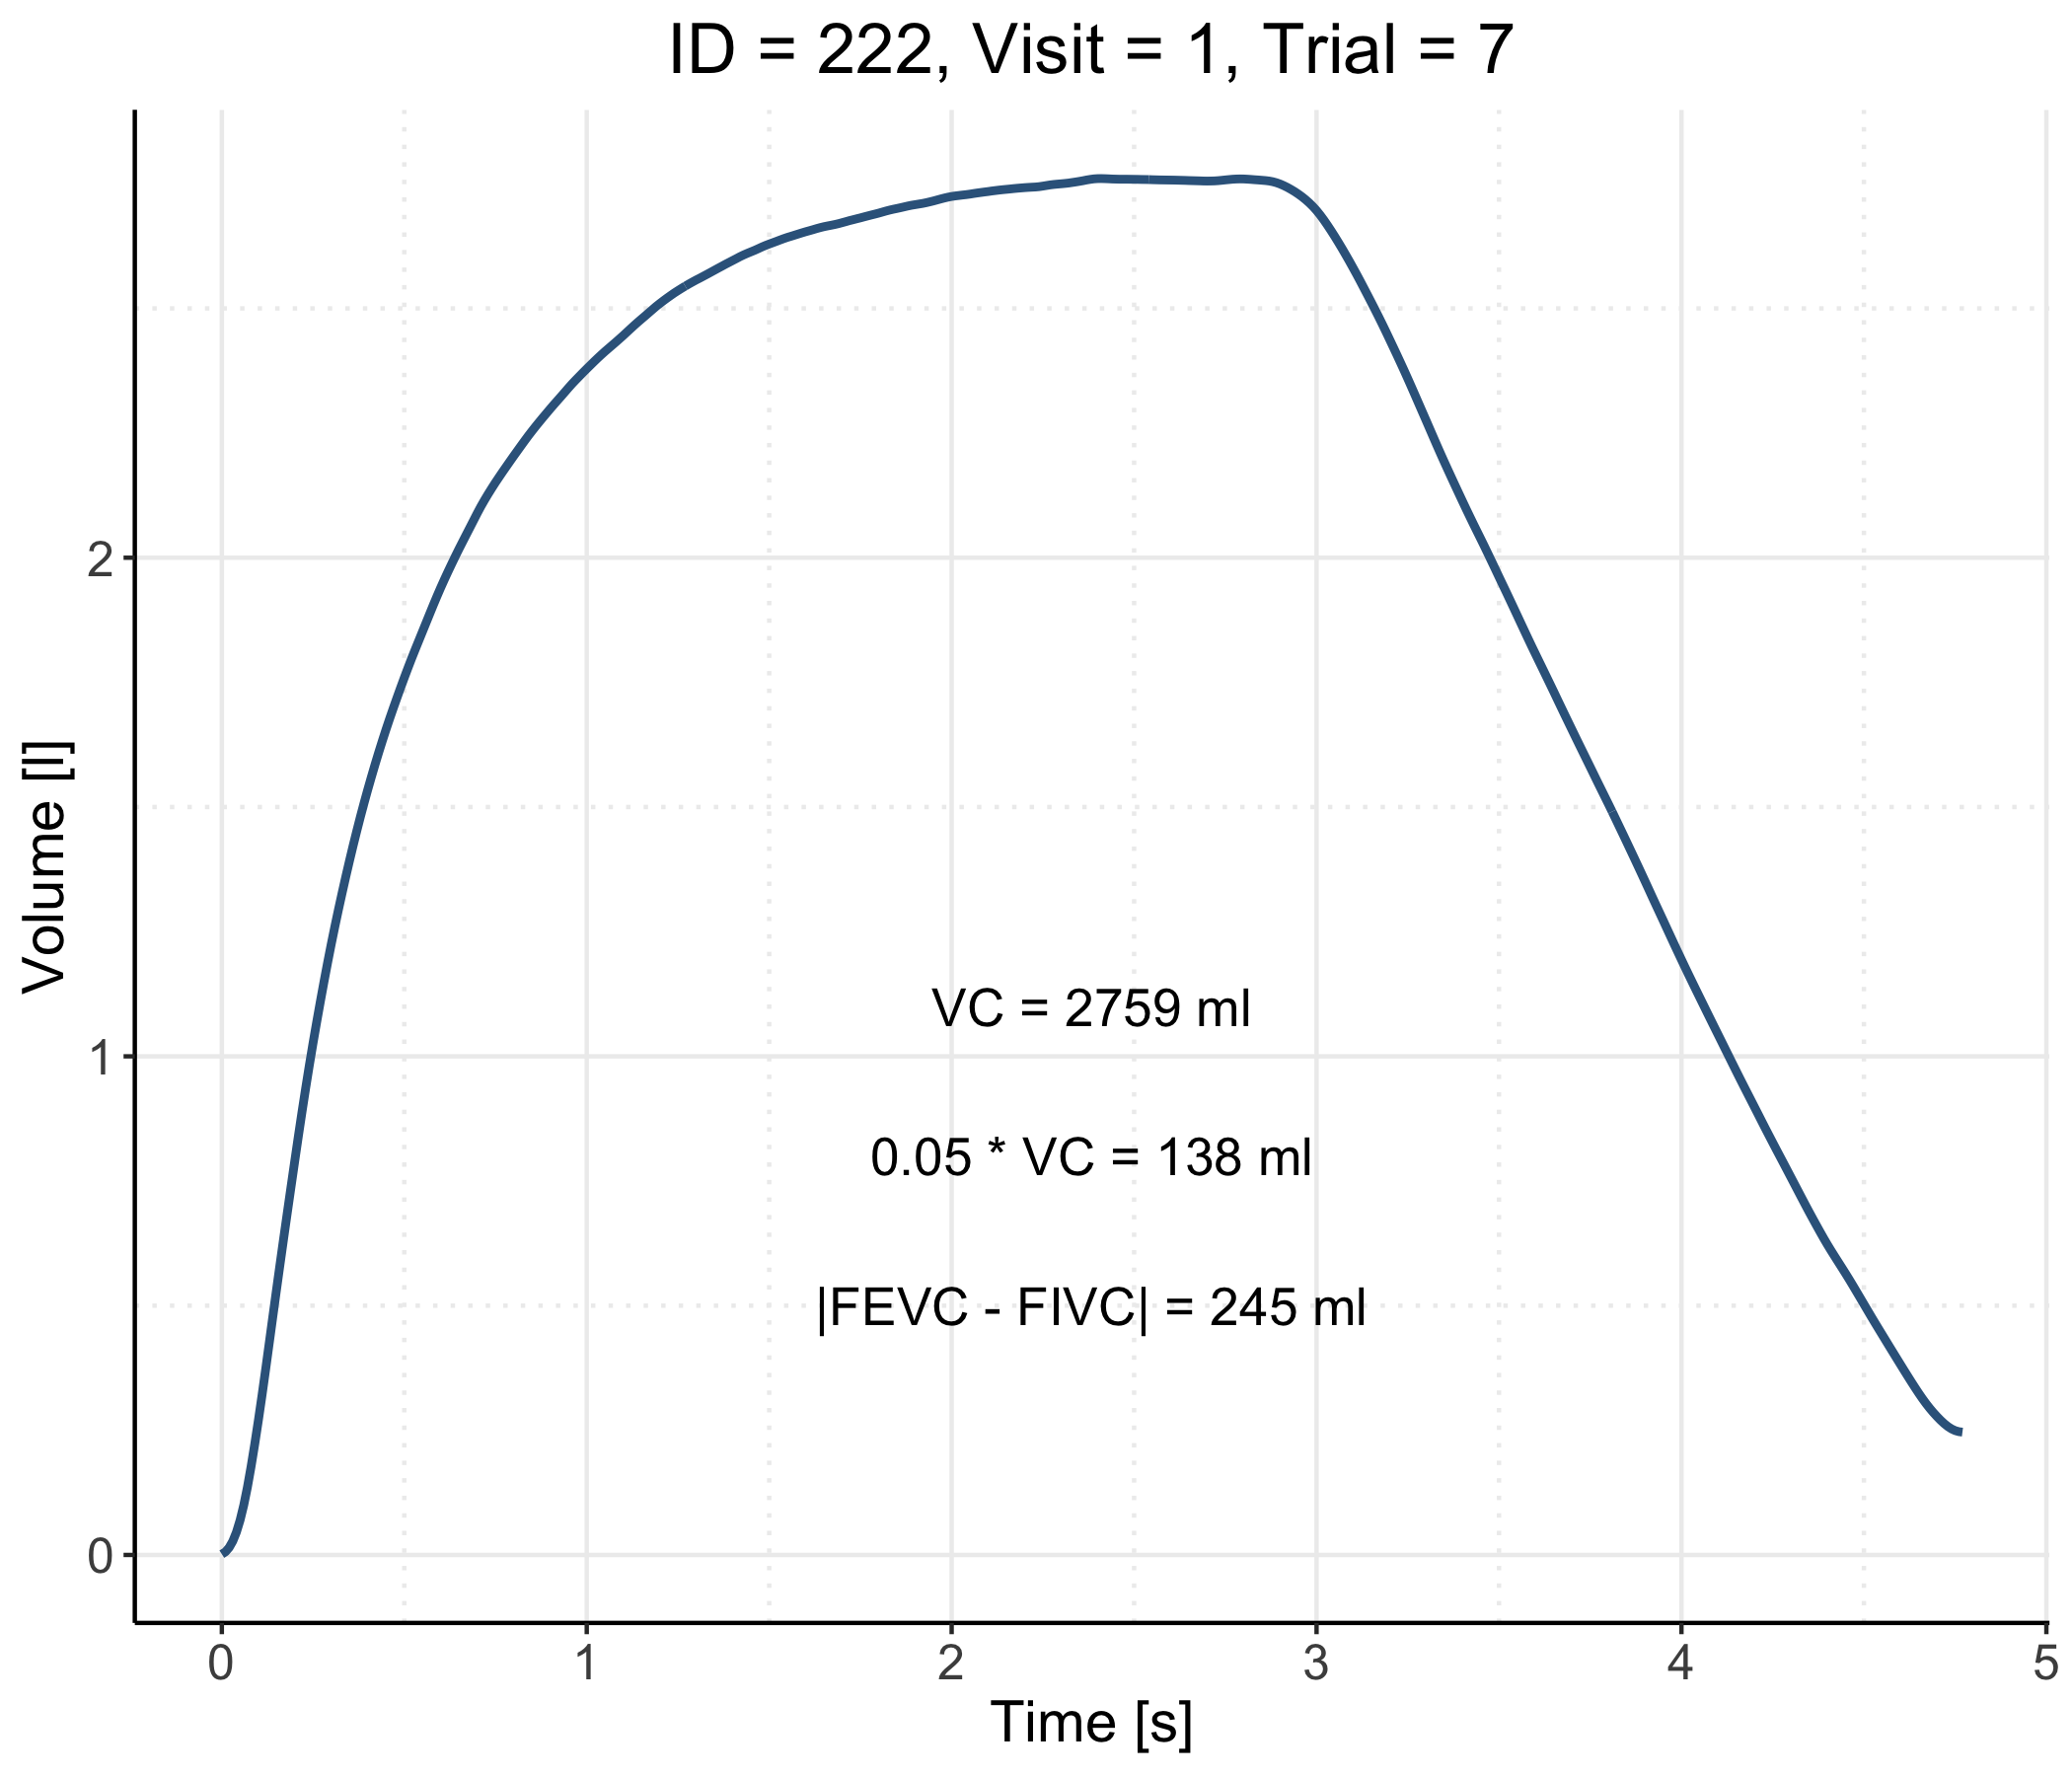 ID = 222, Visit = 1, Trial = 7
Volume [l]
2
1
0
VC = 2759 ml
0.05 * VC = 138 ml
|FEVC - FIVC| = 245 ml
0 1 2 3 4 5
Time [s]